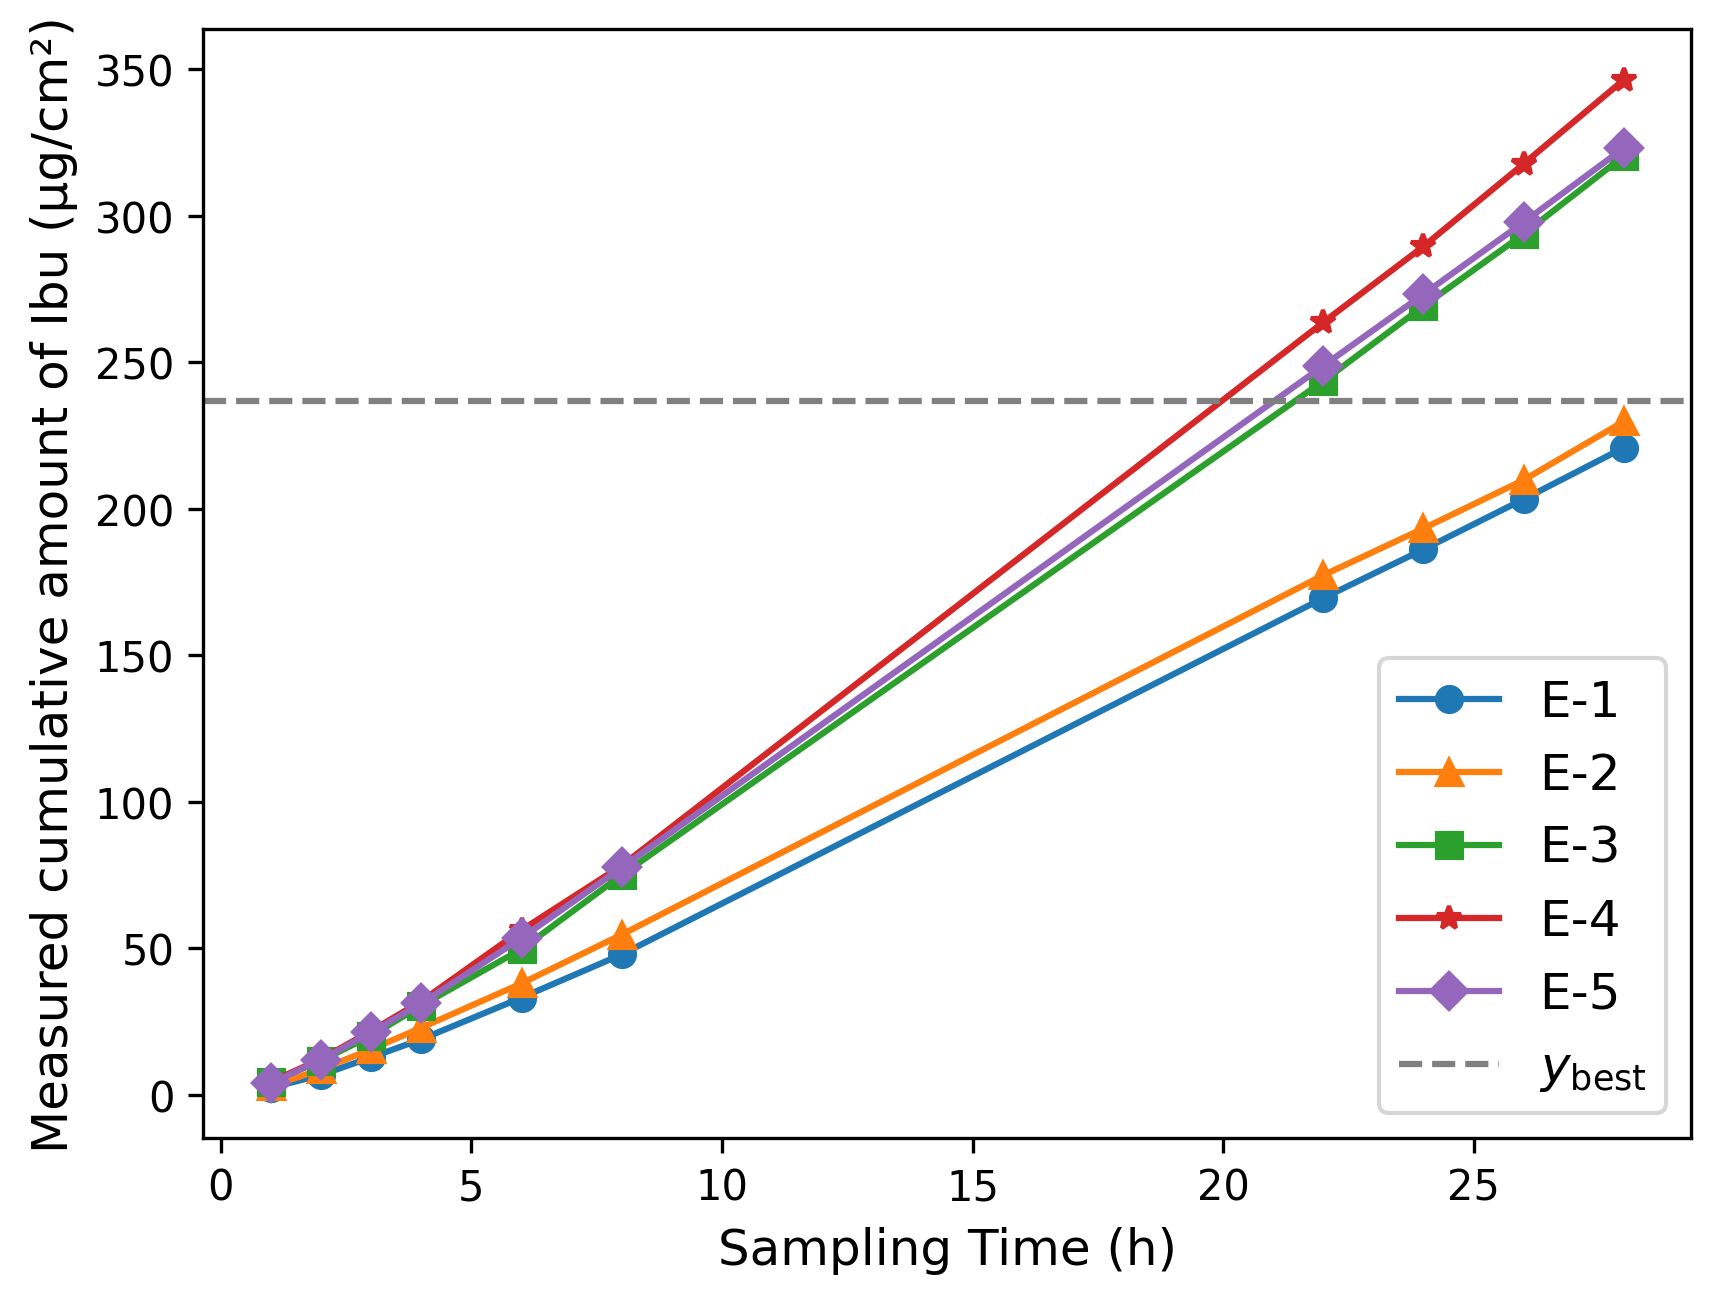 Measured cumulative amount of Ibu (µg/cm²)
350
300
250
200
150
100
50
0
0 5 10 15 20 25
Sampling Time (h)
E-1
E-2
E-3
E-4
E-5
ybest